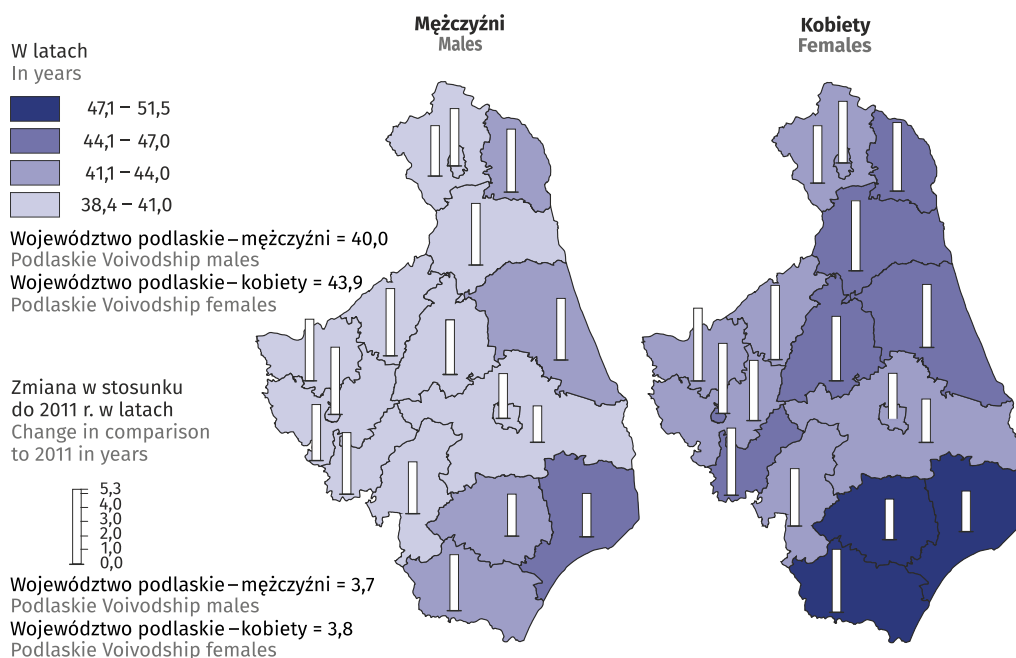 Mężczyźni
Males
Kobiety
Females
W latach
In years
47,1 – 51,5
44,1 – 47,0
41,1 – 44,0
38,4 – 41,0
Województwo podlaskie – mężczyźni = 40,0
Podlaskie Voivodship males
Województwo podlaskie – kobiety = 43,9
Podlaskie Voivodship females
Zmiana w stosunku
do 2011 r. w latach
Change in comparison
to 2011 in years
5,3
4,0
3,0
2,0
1,0
0,0
Województwo podlaskie – mężczyźni = 3,7
Podlaskie Voivodship males
Województwo podlaskie – kobiety = 3,8
Podlaskie Voivodship females